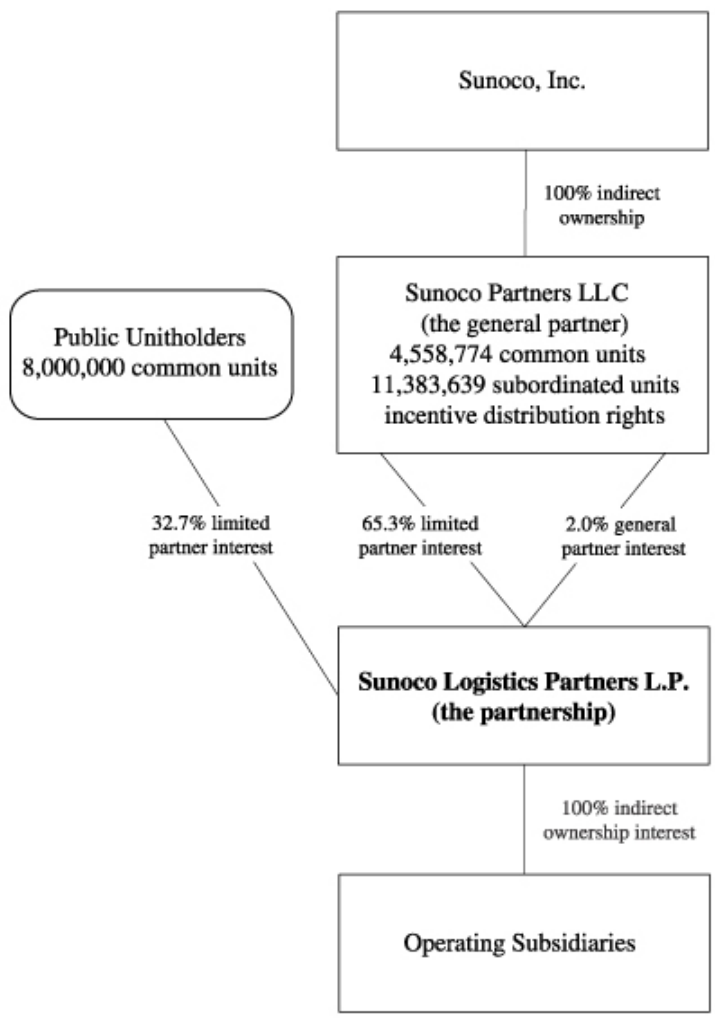 Sunoco, Inc.
100% indirect
ownership
Sunoco Partners LLC
(the general partner)
4,558,774 common units
11,383,639 subordinated units
incentive distribution rights
Public Unitholders
8,000,000 common units
32.7% limited
partner interest
65.3% limited
partner interest
2.0% general
partner interest
Sunoco Logistics Partners L.P.
(the partnership)
100% indirect
ownership interest
Operating Subsidiaries